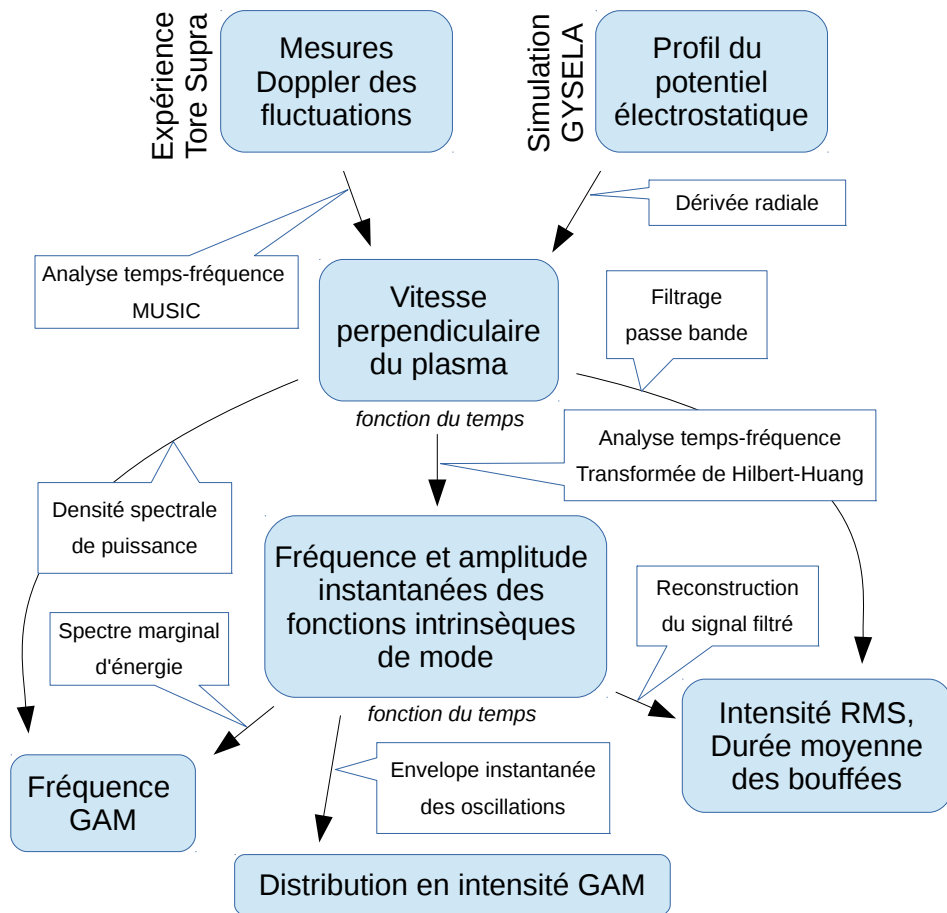 Expérience
Tore Supra
Mesures
Doppler des
fluctuations
Simulation
GYSELA
Profil du
potentiel
électrostatique
Dérivée radiale
Analyse temps-fréquence
MUSIC
Vitesse
perpendiculaire
du plasma
Filtrage
passe bande
fonction du temps
Analyse temps-fréquence
Transformée de Hilbert-Huang
Densité spectrale
de puissance
Fréquence et amplitude
instantanées des
fonctions intrinsèques
de mode
Reconstruction
du signal filtré
Spectre marginal
d'énergie
fonction du temps
Intensité RMS,
Durée moyenne
des bouffées
Fréquence
GAM
Envelope instantanée
des oscillations
Distribution en intensité GAM